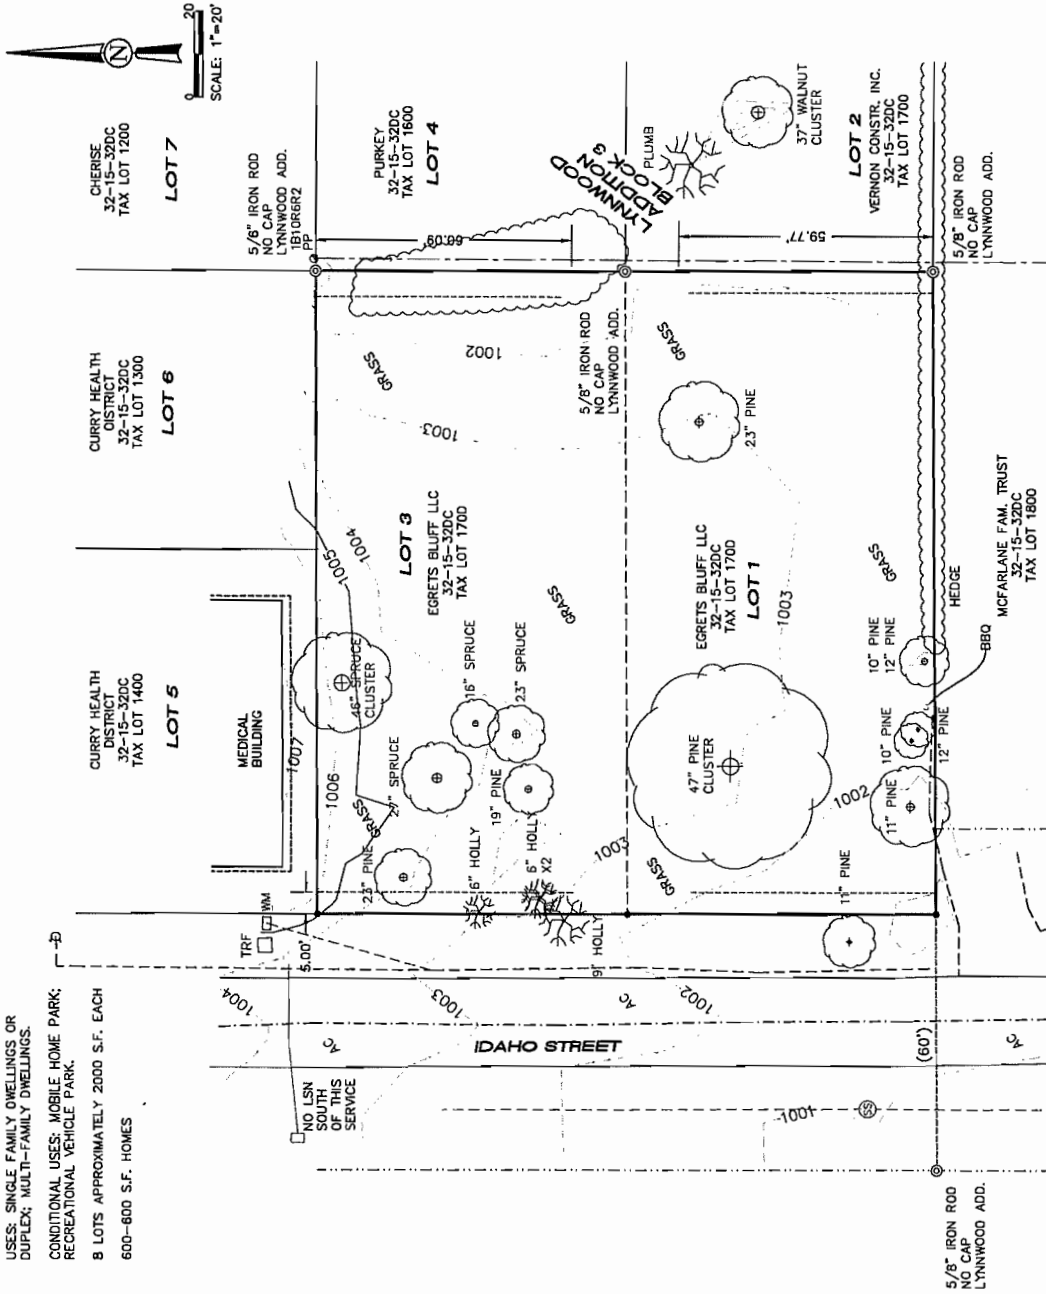 USES: SINGLE FAMILY DWELLINGS OR
DUPLEX; MULTI-FAMILY DWELLINGS.
CONDITIONAL USES: MOBILE HOME PARK;
RECREATIONAL VEHICLE PARK.
8 LOTS APPROXIMATELY 2000 S.F. EACH
600-600 S.F. HOMES
N
0 20
SCALE: 1"=20'
CURRY HEALTH
DISTRICT
32-15-32DC
TAX LOT 1400
LOT 5
MEDICAL
BUILDING
CURRY HEALTH
DISTRICT
32-15-32DC
TAX LOT 1300
LOT 6
CHERISE
32-15-32DC
TAX LOT 1200
LOT 7
5/8" IRON ROD
NO CAP
LYNNWOOD ADD.
1B10R6R2
PP
PURKEY
32-15-32DC
TAX LOT 1600
LOT 4
60.09
LYNNWOOD
ADDITION
BLOCK G
PLUMB
37" WALNUT
CLUSTER
59.77'
LOT 2
VERNON CONSTR. INC.
32-15-32DC
TAX LOT 1700
5/8" IRON ROD
NO CAP
LYNNWOOD ADD.
TRF
WM
5.00'
NO LSN
SOUTH
OF THIS
SERVICE
1007
1006
1005
1004
46" SPRUCE
CLUSTER
GRASS
27" SPRUCE
23" PINE
16" SPRUCE
23" SPRUCE
19" PINE
6" HOLLY
6" HOLLY
X2
9" HOLLY
EGRETS BLUFF LLC
32-15-32DC
TAX LOT 1700
LOT 3
GRASS
1002
1003
GRASS
5/8" IRON ROD
NO CAP
LYNNWOOD ADD.
GRASS
23" PINE
EGRETS BLUFF LLC
32-15-32DC
TAX LOT 1700
LOT 1
1003
GRASS
47" PINE
CLUSTER
1003
GRASS
1002
11" PINE
11" PINE
10" PINE
12" PINE
10" PINE
12" PINE
HEDGE
BBQ
MCFARLANE FAM. TRUST
32-15-32DC
TAX LOT 1800
1004
1003
1002
AC
AC
AC
IDAHO STREET
(60')
1001
SS
5/8" IRON ROD
NO CAP
LYNNWOOD ADD.